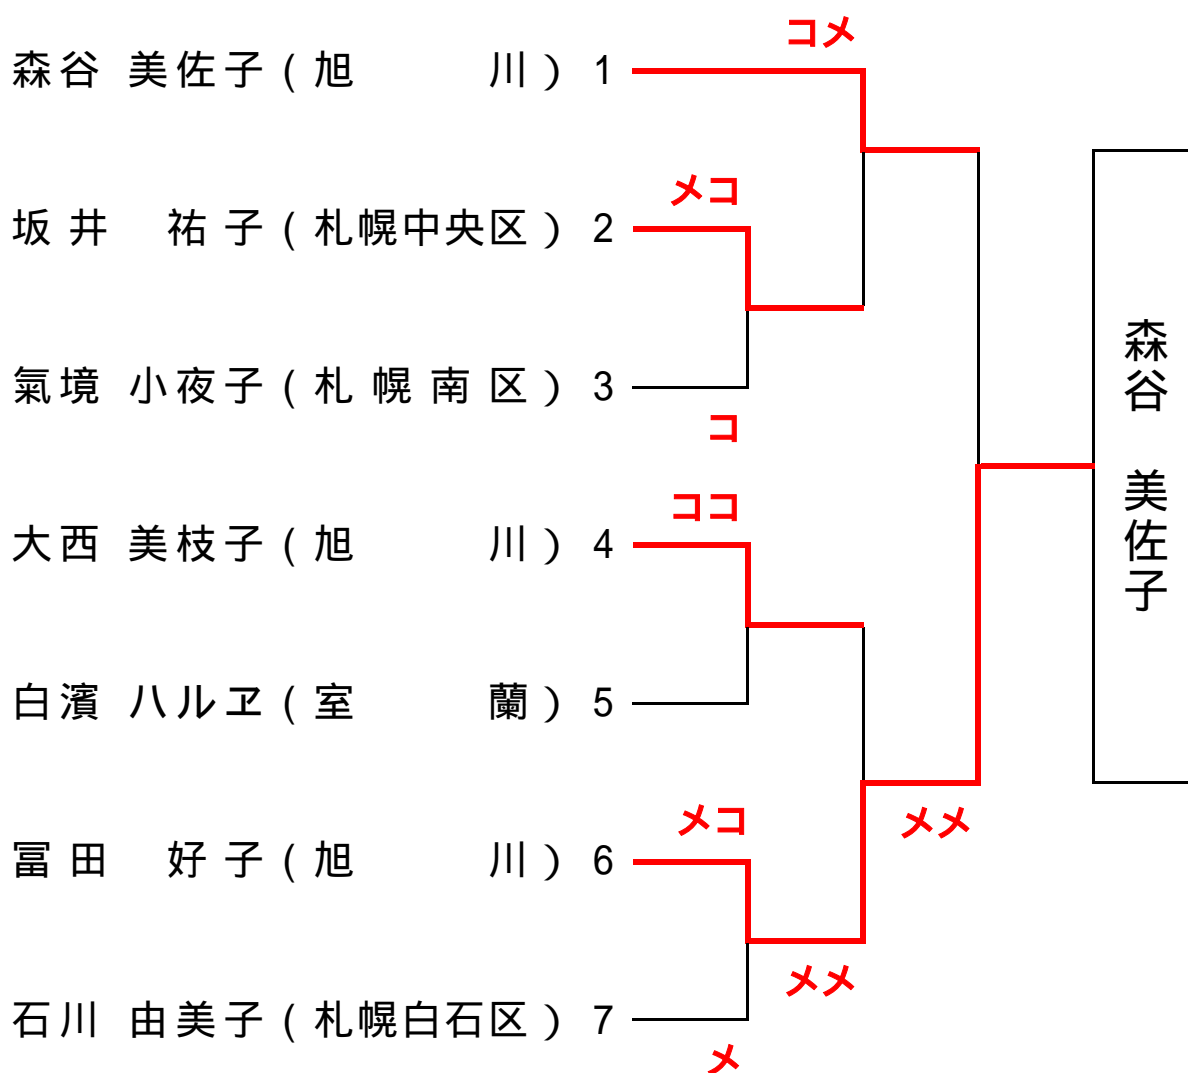 コメ
森谷 美佐子(旭 川) 1
メコ
坂井 祐子(札幌中央区) 2
氣境 小夜子(札幌南区) 3
コ
ココ
大西 美枝子(旭 川) 4
白濱 ハルヱ(室 蘭) 5
メコ
メメ
冨田 好子(旭 川) 6
メメ
石川 由美子(札幌白石区) 7
メ
森谷 美佐子